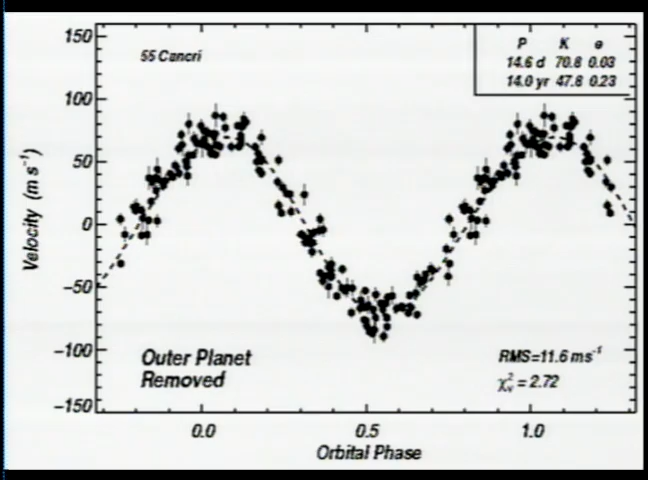 55 Cancri
P K e
14.6 d 70.8 0.03
14.0 yr 47.8 0.23
Velocity (m s⁻¹)
150
100
50
0
−50
−100
−150
Outer Planet
Removed
RMS=11.6 ms⁻¹
χ²ᵥ = 2.72
0.0 0.5 1.0
Orbital Phase